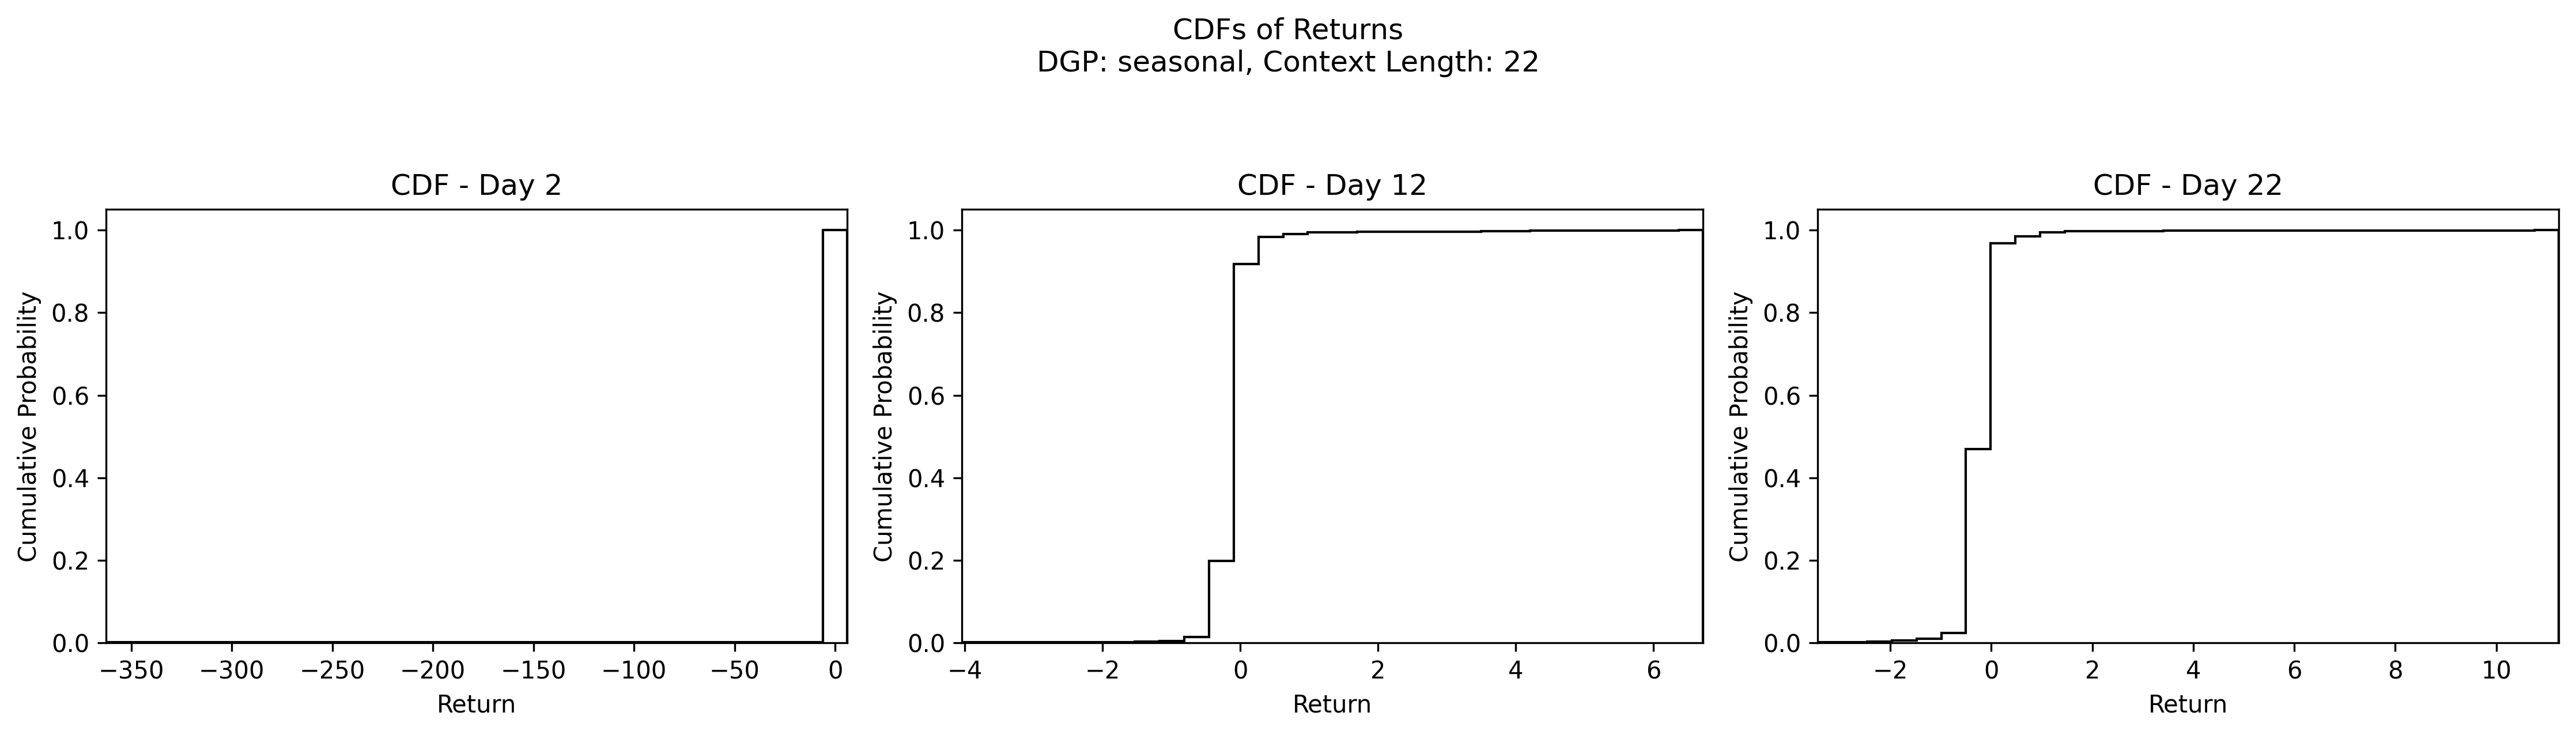 CDFs of Returns
DGP: seasonal, Context Length: 22
CDF - Day 2
1.0
0.8
0.6
0.4
0.2
0.0
Cumulative Probability
−350 −300 −250 −200 −150 −100 −50 0
Return
CDF - Day 12
1.0
0.8
0.6
0.4
0.2
0.0
Cumulative Probability
−4 −2 0 2 4 6
Return
CDF - Day 22
1.0
0.8
0.6
0.4
0.2
0.0
Cumulative Probability
−2 0 2 4 6 8 10
Return